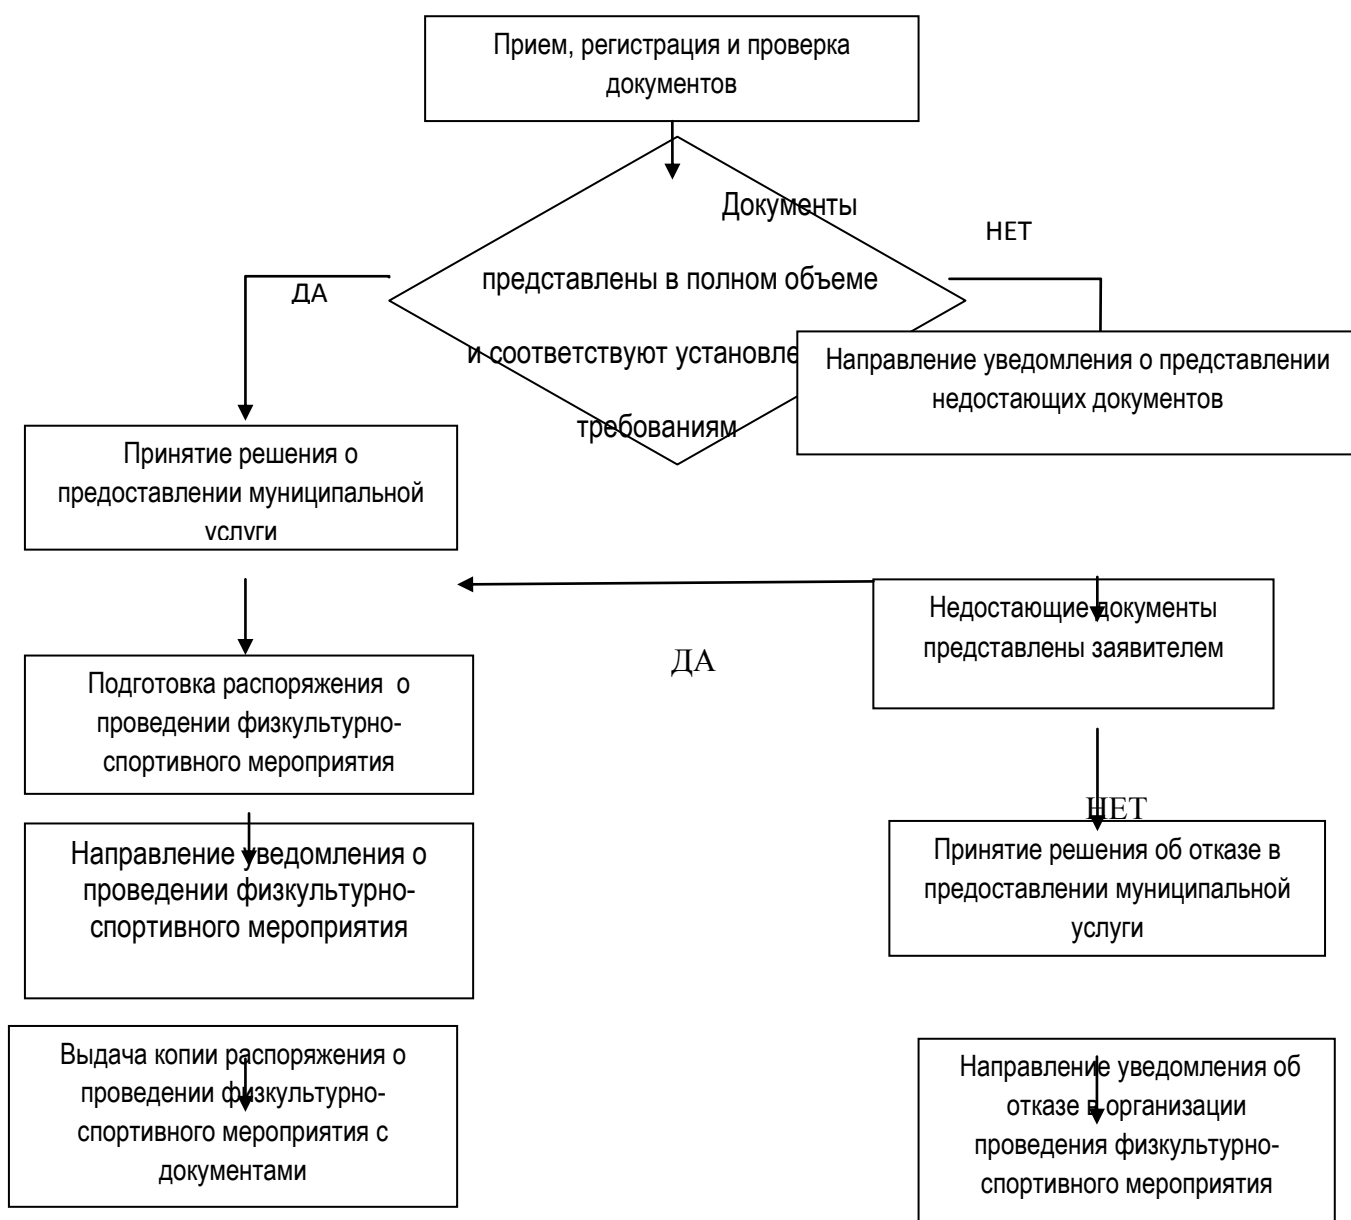 Прием, регистрация и проверка
документов
Документы
НЕТ
представлены в полном объеме
ДА
и соответствуют установле
требованиям
Направление уведомления о представлении
недостающих документов
Принятие решения о
предоставлении муниципальной
услуги
Недостающие документы
представлены заявителем
ДА
Подготовка распоряжения о
проведении физкультурно-
спортивного мероприятия
НЕТ
Направление уведомления о
проведении физкультурно-
спортивного мероприятия
Принятие решения об отказе в
предоставлении муниципальной
услуги
Выдача копии распоряжения о
проведении физкультурно-
спортивного мероприятия с
документами
Направление уведомления об
отказе в организации
проведения физкультурно-
спортивного мероприятия